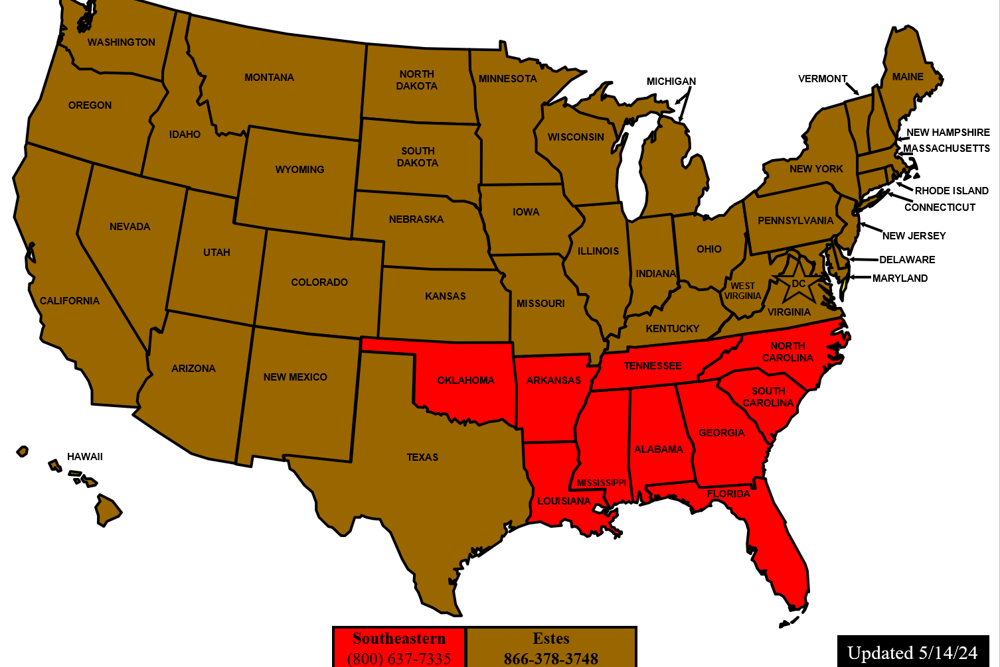 WASHINGTON
MONTANA
NORTH
DAKOTA
MINNESOTA
MICHIGAN
VERMONT
MAINE
OREGON
IDAHO
WISCONSIN
NEW HAMPSHIRE
MASSACHUSETTS
SOUTH
DAKOTA
WYOMING
NEW YORK
RHODE ISLAND
CONNECTICUT
IOWA
NEBRASKA
PENNSYLVANIA
NEVADA
NEW JERSEY
UTAH
ILLINOIS
OHIO
DELAWARE
INDIANA
MARYLAND
COLORADO
DC
WEST
VIRGINIA
KANSAS
CALIFORNIA
MISSOURI
VIRGINIA
KENTUCKY
NORTH
CAROLINA
TENNESSEE
ARIZONA
NEW MEXICO
OKLAHOMA
ARKANSAS
SOUTH
CAROLINA
GEORGIA
ALABAMA
HAWAII
TEXAS
MISSISSIPPI
FLORIDA
LOUISIANA
Southeastern
(800) 637-7335
Estes
866-378-3748
Updated 5/14/24